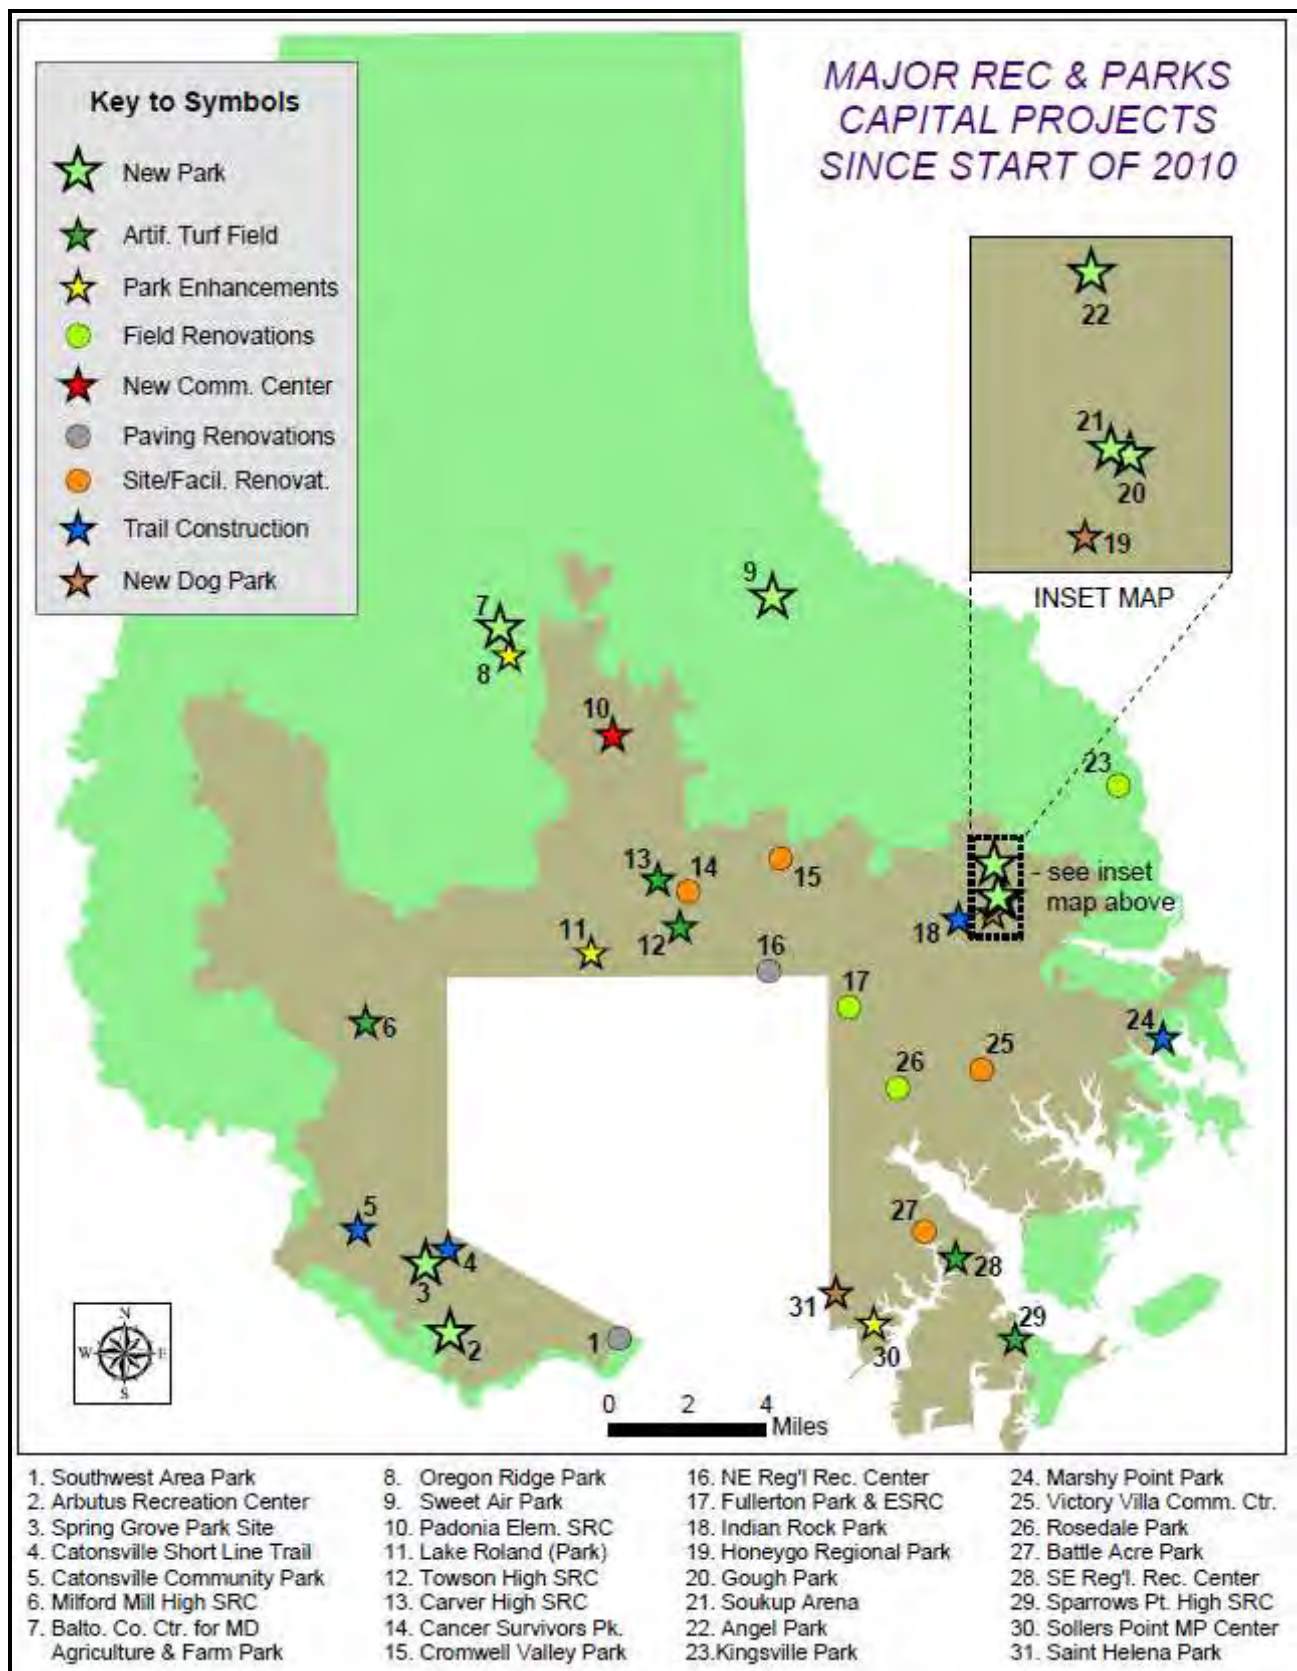 MAJOR REC & PARKS
CAPITAL PROJECTS
SINCE START OF 2010
Key to Symbols
New Park
Artif. Turf Field
Park Enhancements
Field Renovations
New Comm. Center
Paving Renovations
Site/Facil. Renovat.
Trail Construction
New Dog Park
22
21
20
19
INSET MAP
9
7
8
10
23
13
14
15
- see inset
map above
18
11
12
16
17
6
24
25
26
5
4
3
27
28
31
2
1
30
29
N
W E
S
0 2 4
Miles
1. Southwest Area Park
2. Arbutus Recreation Center
3. Spring Grove Park Site
4. Catonsville Short Line Trail
5. Catonsville Community Park
6. Milford Mill High SRC
7. Balto. Co. Ctr. for MD
Agriculture & Farm Park
8. Oregon Ridge Park
9. Sweet Air Park
10. Padonia Elem. SRC
11. Lake Roland (Park)
12. Towson High SRC
13. Carver High SRC
14. Cancer Survivors Pk.
15. Cromwell Valley Park
16. NE Reg'l Rec. Center
17. Fullerton Park & ESRC
18. Indian Rock Park
19. Honeygo Regional Park
20. Gough Park
21. Soukup Arena
22. Angel Park
23.Kingsville Park
24. Marshy Point Park
25. Victory Villa Comm. Ctr.
26. Rosedale Park
27. Battle Acre Park
28. SE Reg'l. Rec. Center
29. Sparrows Pt. High SRC
30. Sollers Point MP Center
31. Saint Helena Park